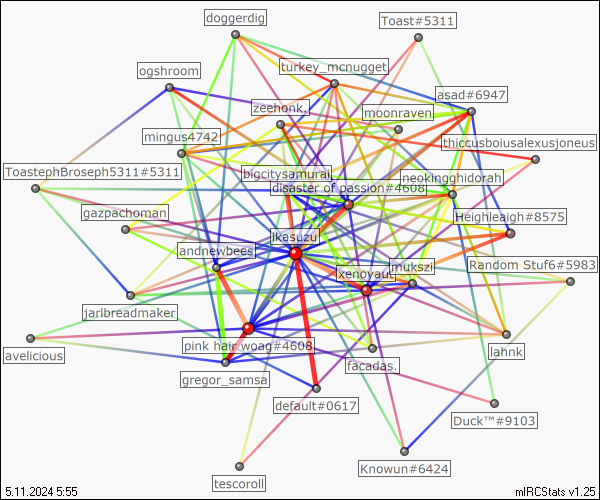 doggerdig
Toast#5311
ogshroom
turkey_mcnugget
asad#6947
zeehonk.
moonraven
mingus4742
thiccusboiusalexusjoneus
ToastephBroseph5311#5311
bigcitysamurai
neokingghidorah
disaster of passion#4608
gazpachoman
Heighleaigh#8575
jkasuzu
andnewbees
xenoyaut
mukszi
Random Stuf6#5983
jarlbreadmaker
pink hair woag#4608
lahnk
avelicious
facadas.
gregor_samsa
default#0617
Duck™#9103
Knowun#6424
tescoroll
5.11.2024 5:55
mIRCStats v1.25